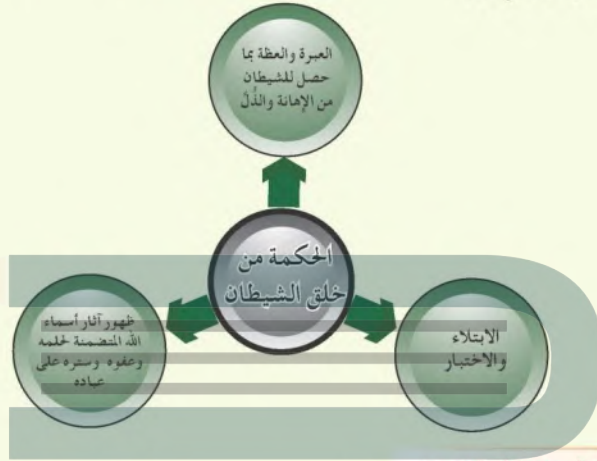 العبرة والعظة بما
حصل للشيطان
من الإهانة والذُّلّ
الحكمة من
خلق الشيطان
الابتلاء
والاختبار
ظهور آثار أسماء
الله المتضمنة لحلمه
وعفوه وستره على
عباده